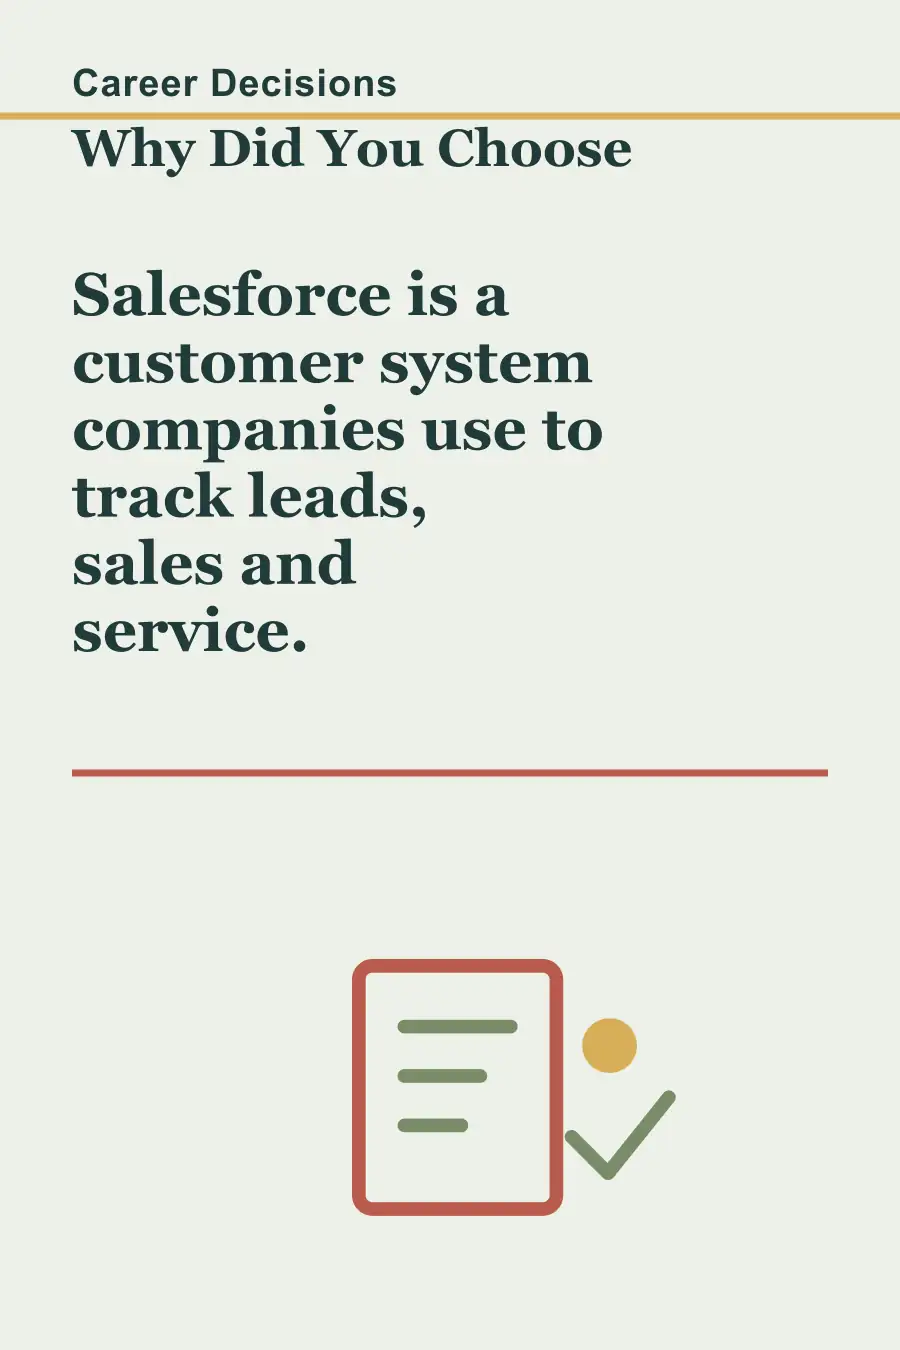 Career Decisions
Why Did You Choose
Salesforce is a
customer system
companies use to
track leads,
sales and
service.